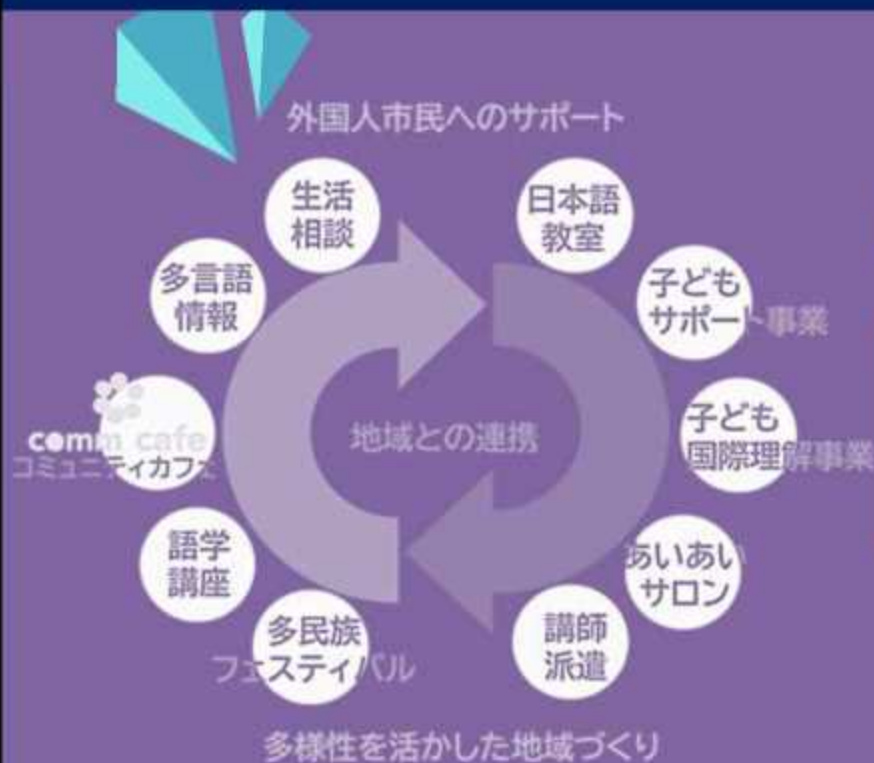 外国人市民へのサポート
生活
相談
日本語
教室
多言語
情報
子ども
サポート事業
comm cafe
コミュニティカフェ
地域との連携
子ども
国際理解事業
語学
講座
あいあい
サロン
多民族
フェスティバル
講師
派遣
多様性を活かした地域づくり